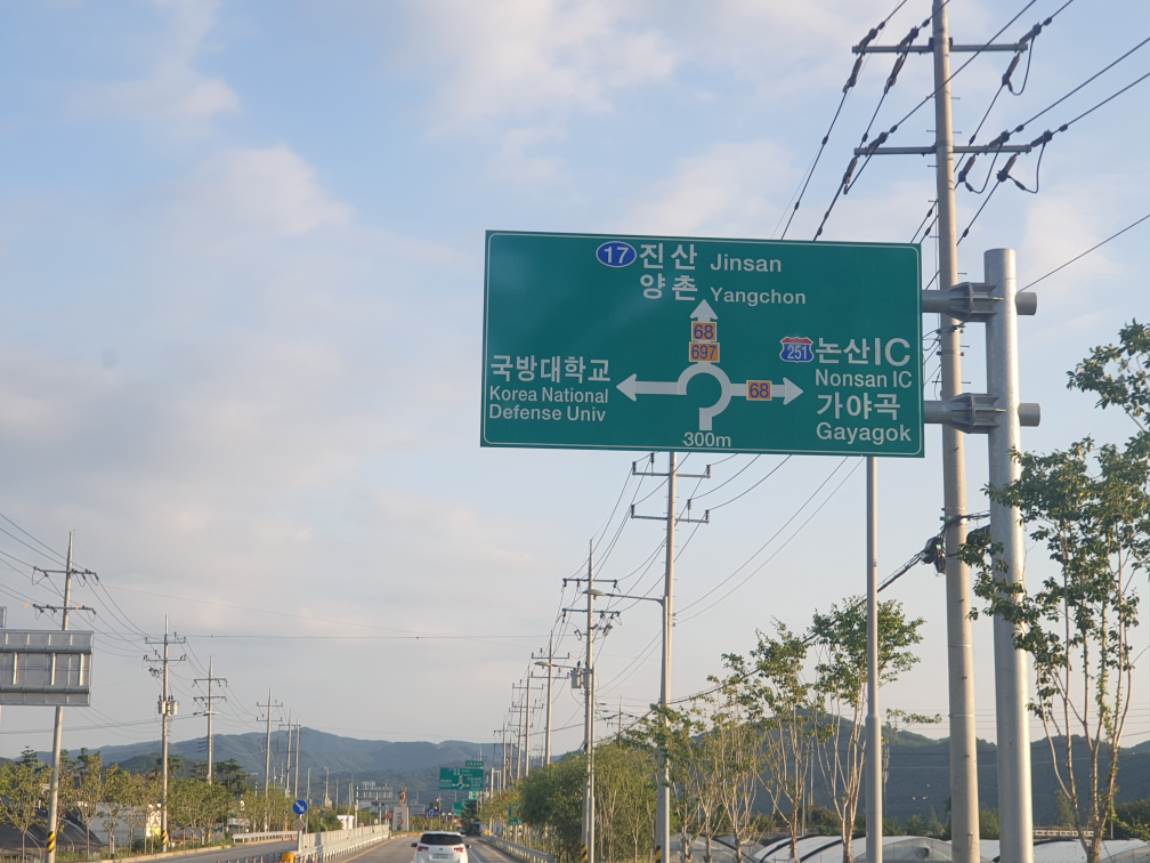 17 진산 Jinsan
양촌 Yangchon
68
697
국방대학교
Korea National
Defense Univ
68
251 논산IC
Nonsan IC
가야곡
Gayagok
300m